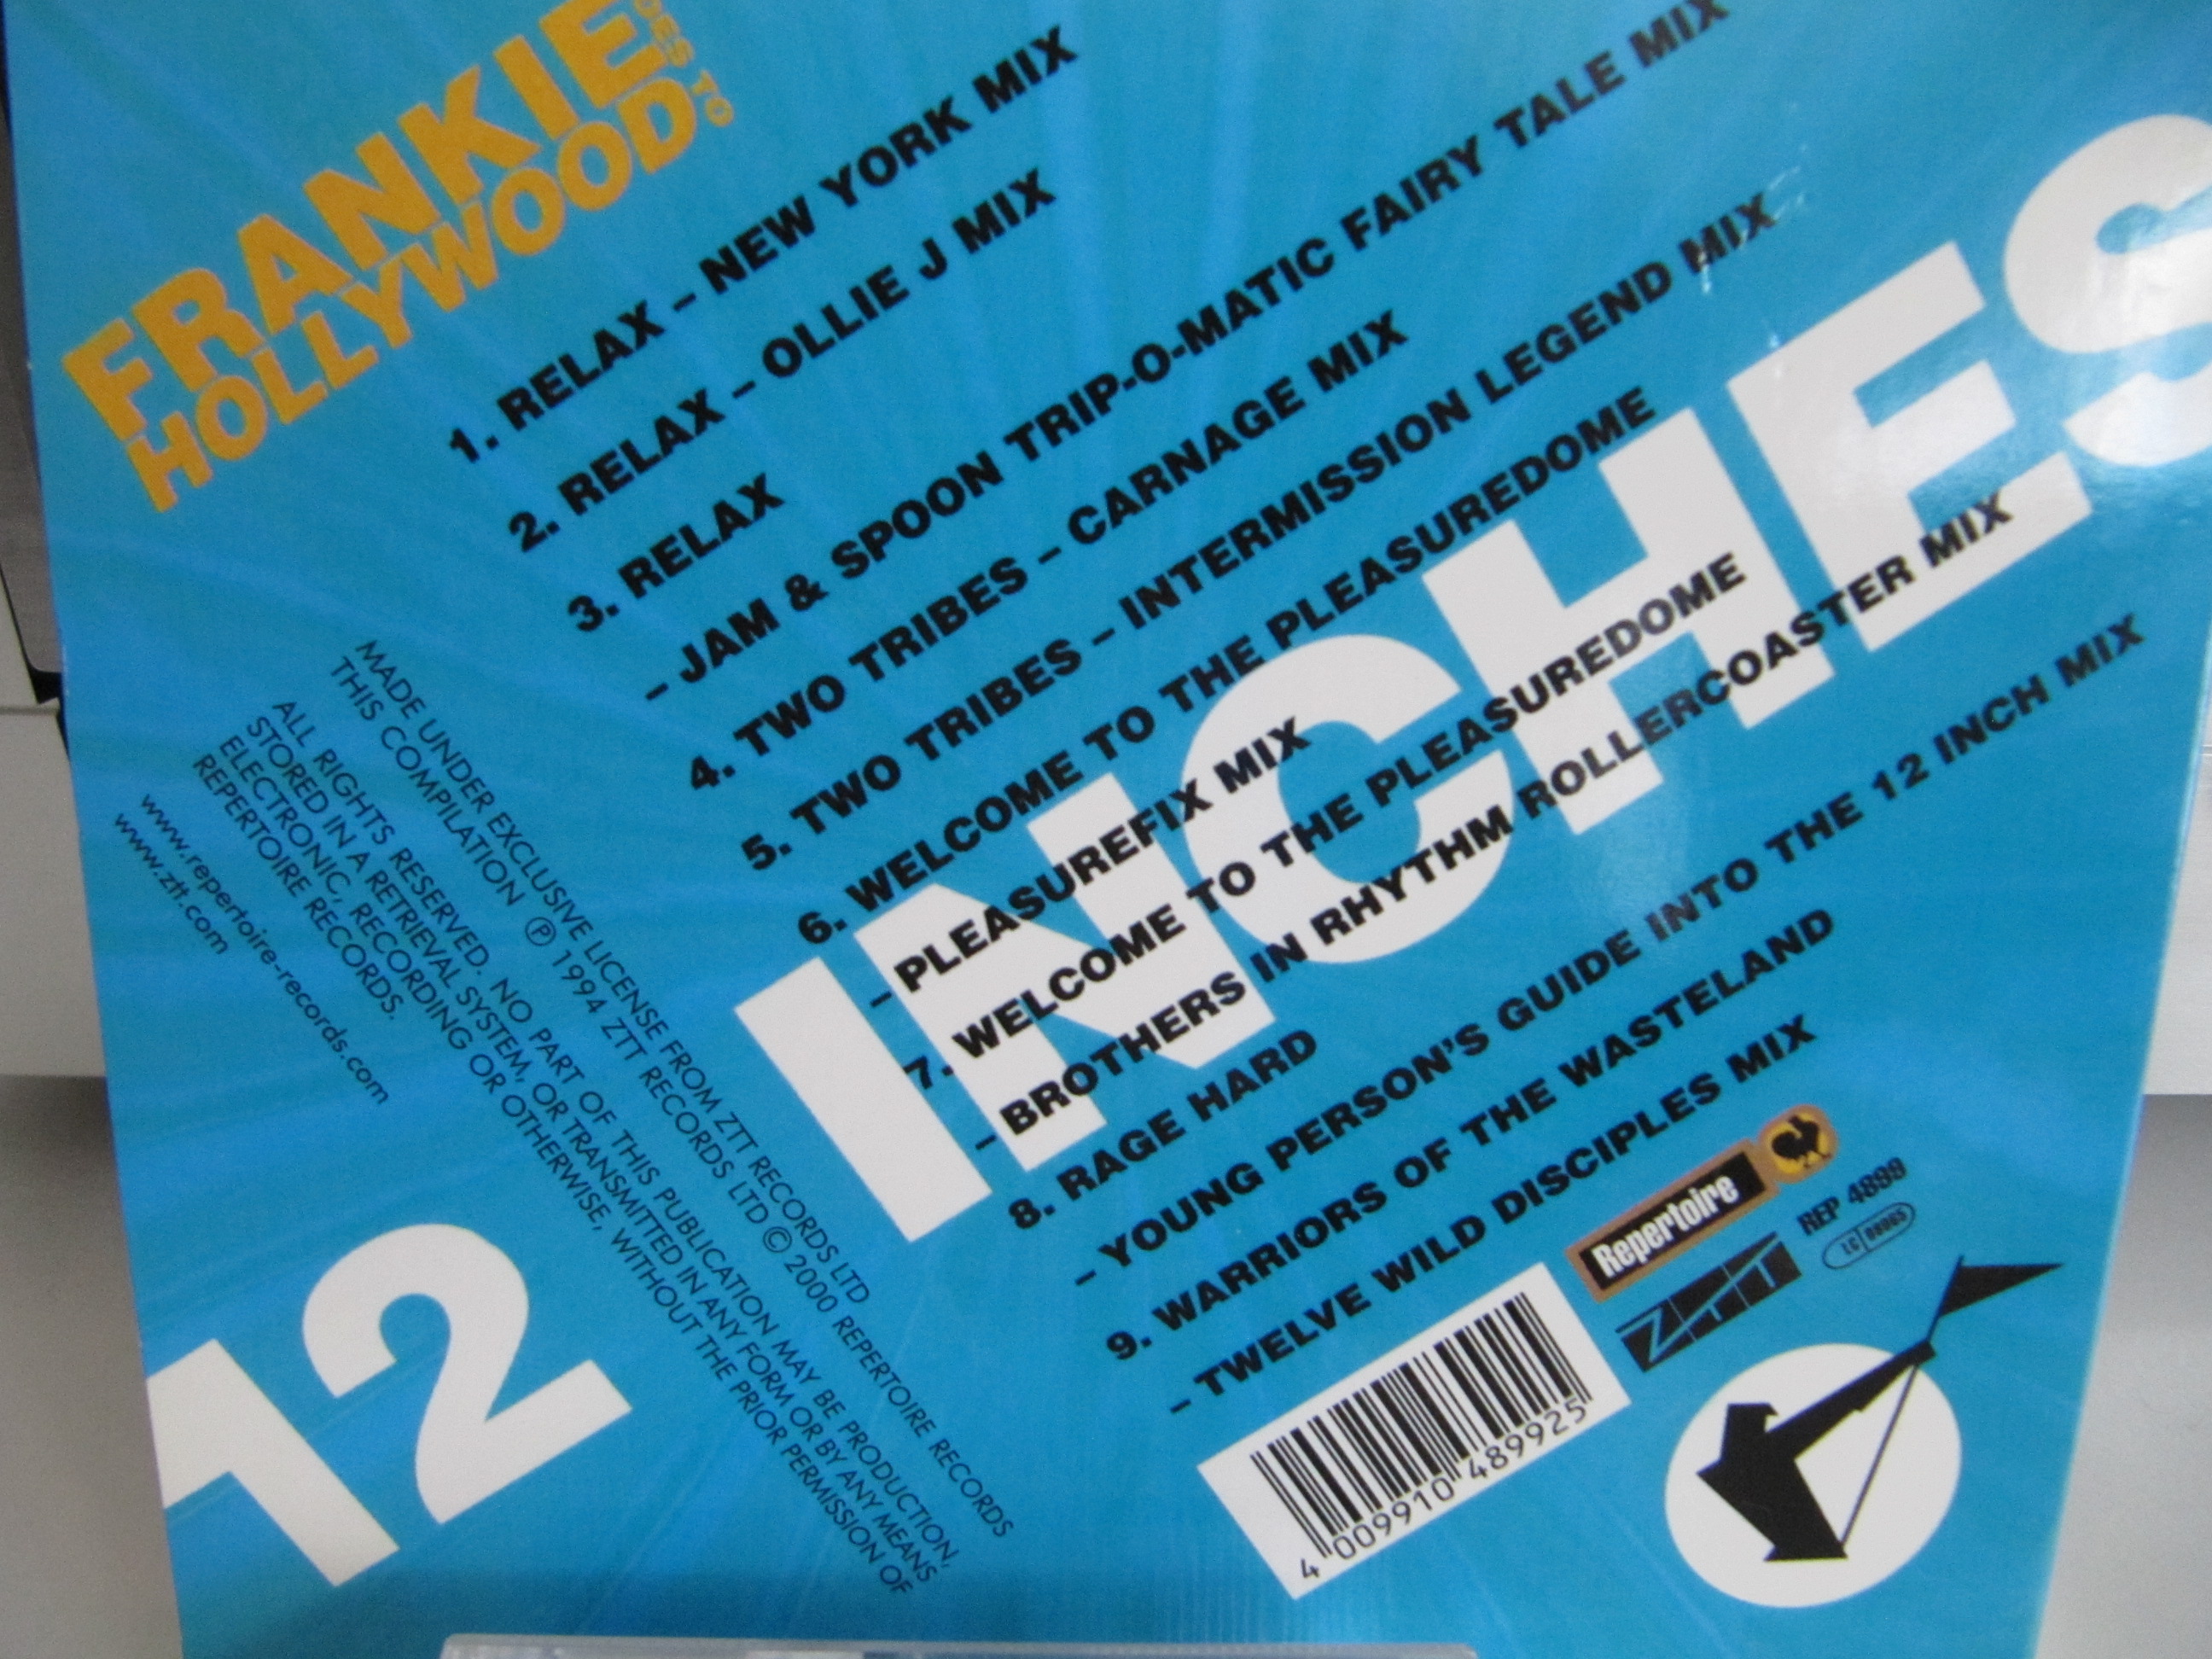 FRANKIE
GOES TO
HOLLYWOOD
1. RELAX – NEW YORK MIX
2. RELAX – OLLIE J MIX
3. RELAX
– JAM & SPOON TRIP-O-MATIC FAIRY TALE MIX
4. TWO TRIBES – CARNAGE MIX
5. TWO TRIBES – INTERMISSION LEGEND MIX
6. WELCOME TO THE PLEASUREDOME
– PLEASUREFIX MIX
7. WELCOME TO THE PLEASUREDOME
– BROTHERS IN RHYTHM ROLLERCOASTER MIX
8. RAGE HARD
– YOUNG PERSON'S GUIDE INTO THE 12 INCH MIX
9. WARRIORS OF THE WASTELAND
– TWELVE WILD DISCIPLES MIX
12 INCHES
MADE UNDER EXCLUSIVE LICENSE FROM ZTT RECORDS LTD
THIS COMPILATION ℗ 1994 ZTT RECORDS LTD © 2000 REPERTOIRE RECORDS
ALL RIGHTS RESERVED. NO PART OF THIS PUBLICATION MAY BE PRODUCTION,
STORED IN A RETRIEVAL SYSTEM, OR TRANSMITTED IN ANY FORM OR BY ANY MEANS
ELECTRONIC, RECORDING OR OTHERWISE, WITHOUT THE PRIOR PERMISSION OF
REPERTOIRE RECORDS.
www.repertoire-records.com
www.ztt.com
Repertoire
ZTT
REP 4899
LC 08065
4 009910 489925